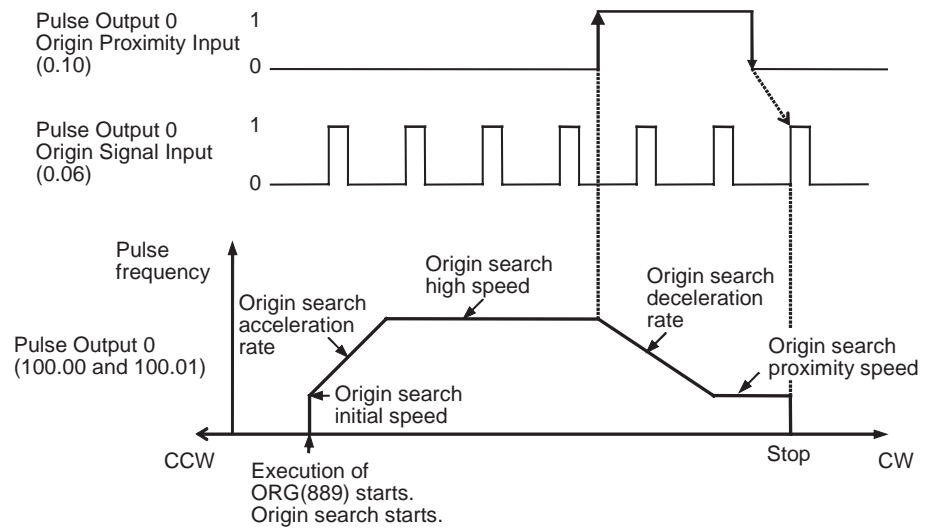 Pulse Output 0
Origin Proximity Input
(0.10)
1
0
Pulse Output 0
Origin Signal Input
(0.06)
1
0
Pulse
frequency
Origin search
high speed
Origin search
acceleration
rate
Origin search
deceleration
rate
Pulse Output 0
(100.00 and 100.01)
Origin search
proximity speed
Origin search
initial speed
CCW
Stop
CW
Execution of
ORG(889) starts.
Origin search starts.